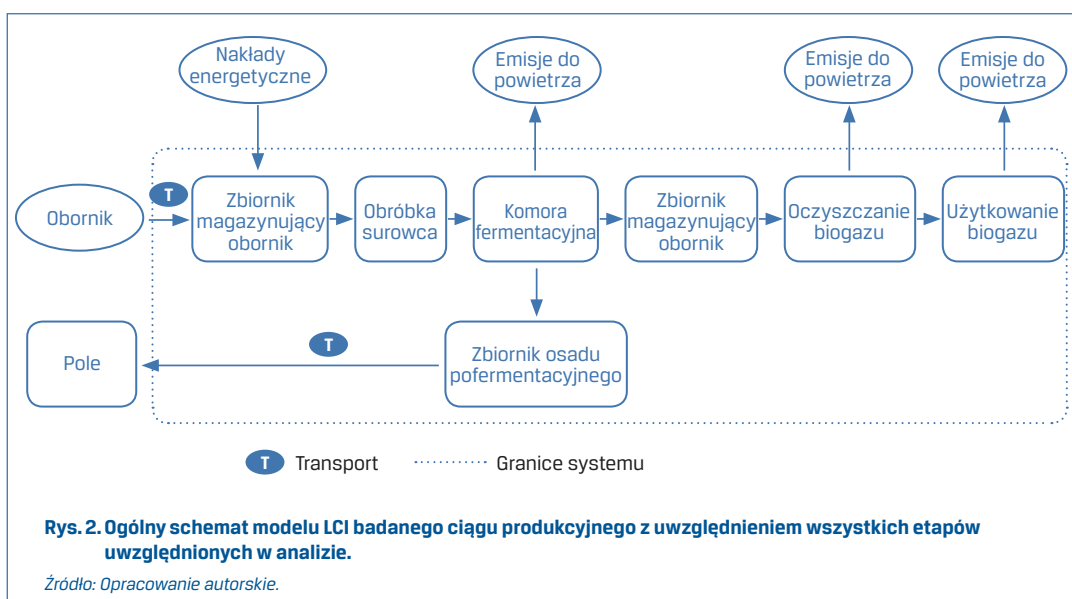 Nakłady
energetyczne
Emisje do
powietrza
Emisje do
powietrza
Emisje do
powietrza
Obornik
T
Zbiornik
magazynujący
obornik
Obróbka
surowca
Komora
fermentacyjna
Zbiornik
magazynujący
obornik
Oczyszczanie
biogazu
Użytkowanie
biogazu
Pole
T
Zbiornik osadu
pofermentacyjnego
T Transport
Granice systemu
Rys. 2. Ogólny schemat modelu LCI badanego ciągu produkcyjnego z uwzględnieniem wszystkich etapów
uwzględnionych w analizie.
Źródło: Opracowanie autorskie.